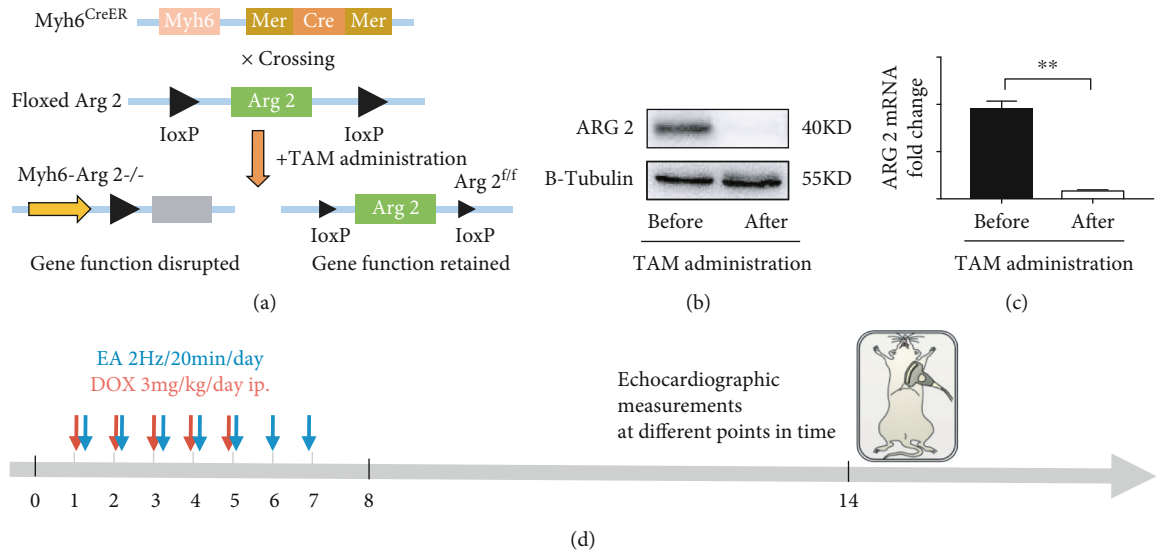 Myh6CreER
Myh6
Mer
Cre
Mer
× Crossing
Floxed Arg 2
Arg 2
IoxP
IoxP
+TAM administration
Myh6-Arg 2-/-
Arg 2f/f
Arg 2
IoxP
IoxP
Gene function disrupted
Gene function retained
(a)
ARG 2
40KD
B-Tubulin
55KD
Before
After
TAM administration
(b)
ARG 2 mRNA
fold change
**
Before
After
TAM administration
(c)
EA 2Hz/20min/day
DOX 3mg/kg/day ip.
Echocardiographic
measurements
at different points in time
0 1 2 3 4 5 6 7 8 14
(d)